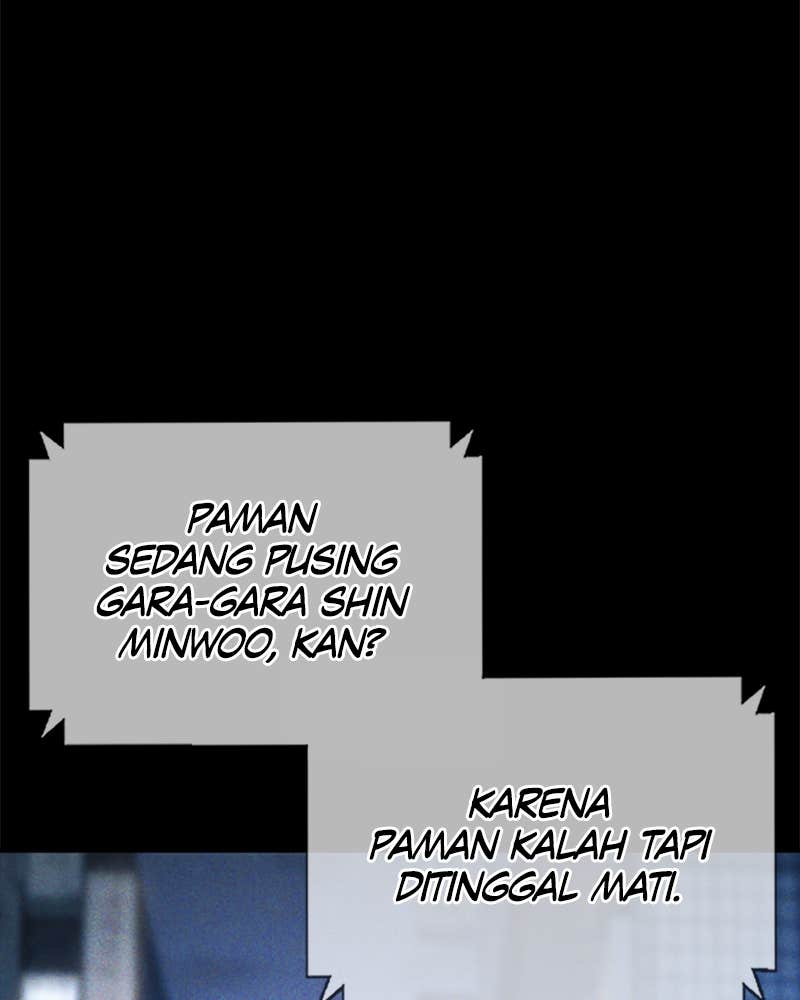 PAMAN
SEDANG PUSING
GARA-GARA SHIN
MINWOO, KAN?
KARENA
PAMAN KALAH TAPI
DITINGGAL MATI.